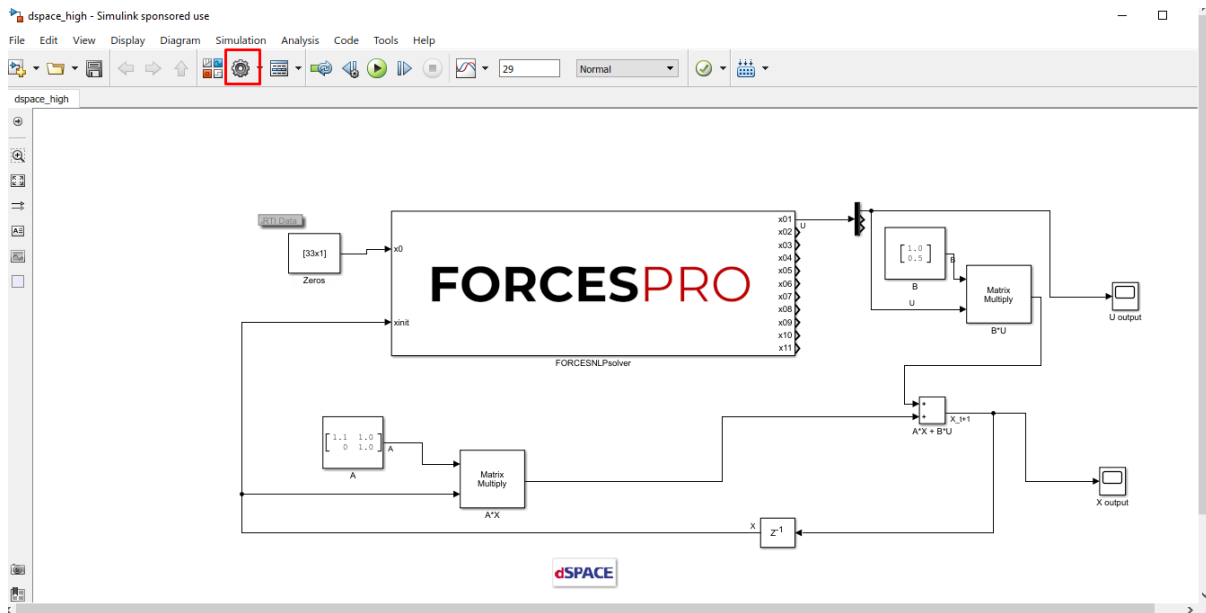 dspace_high - Simulink sponsored use
File Edit View Display Diagram Simulation Analysis Code Tools Help
29
Normal
dspace_high
RTI Data
[33x1]
Zeros
x0
xinit
FORCESPRO
x01
x02
x03
x04
x05
x06
x07
x08
x09
x10
x11
U
FORCESNLPsolver
1.0
0.5
B
B
U
Matrix
Multiply
B*U
U output
1.1 1.0
0 1.0
A
A
Matrix
Multiply
A*X
+
+
X_t+1
A*X + B*U
X output
X
z-1
dSPACE